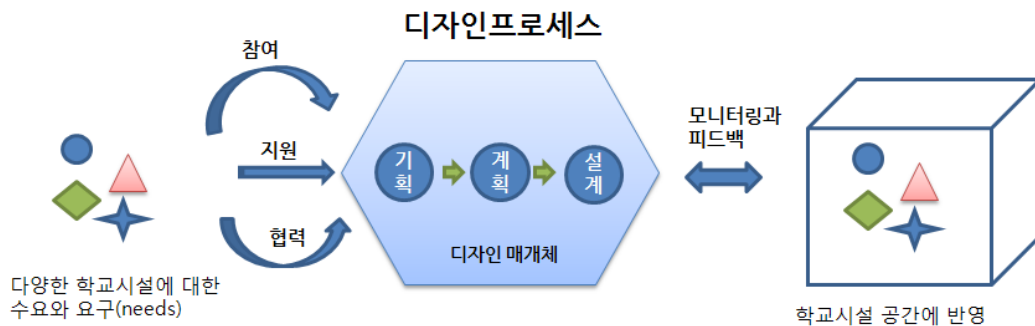 디자인프로세스
참여
지원
협력
다양한 학교시설에 대한
수요와 요구(needs)
기획
계획
설계
디자인 매개체
모니터링과
피드백
학교시설 공간에 반영